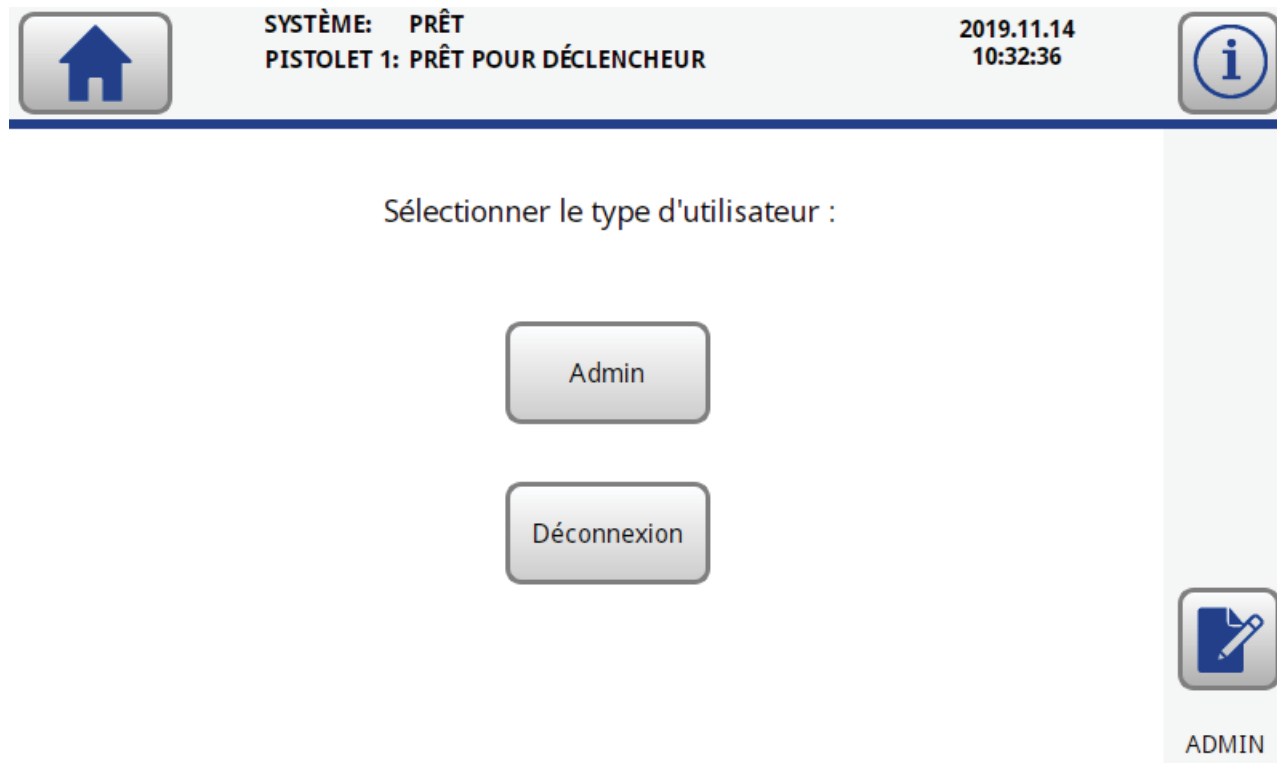 SYSTÈME: PRÊT
PISTOLET 1: PRÊT POUR DÉCLENCHEUR
2019.11.14
10:32:36
i
Sélectionner le type d'utilisateur :
Admin
Déconnexion
ADMIN